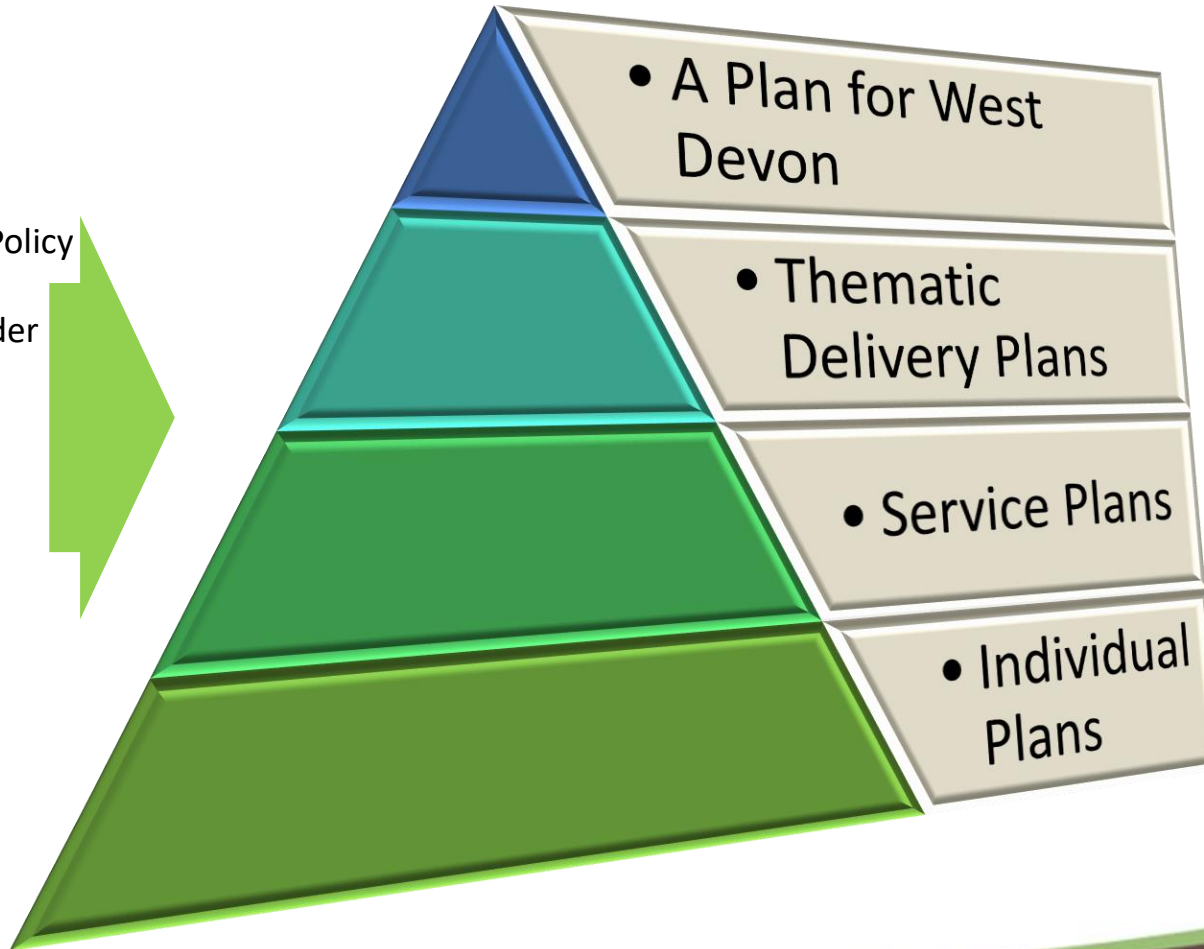 • A Plan for West
Devon
Policy
• Thematic
Delivery Plans
der
• Service Plans
• Individual
Plans